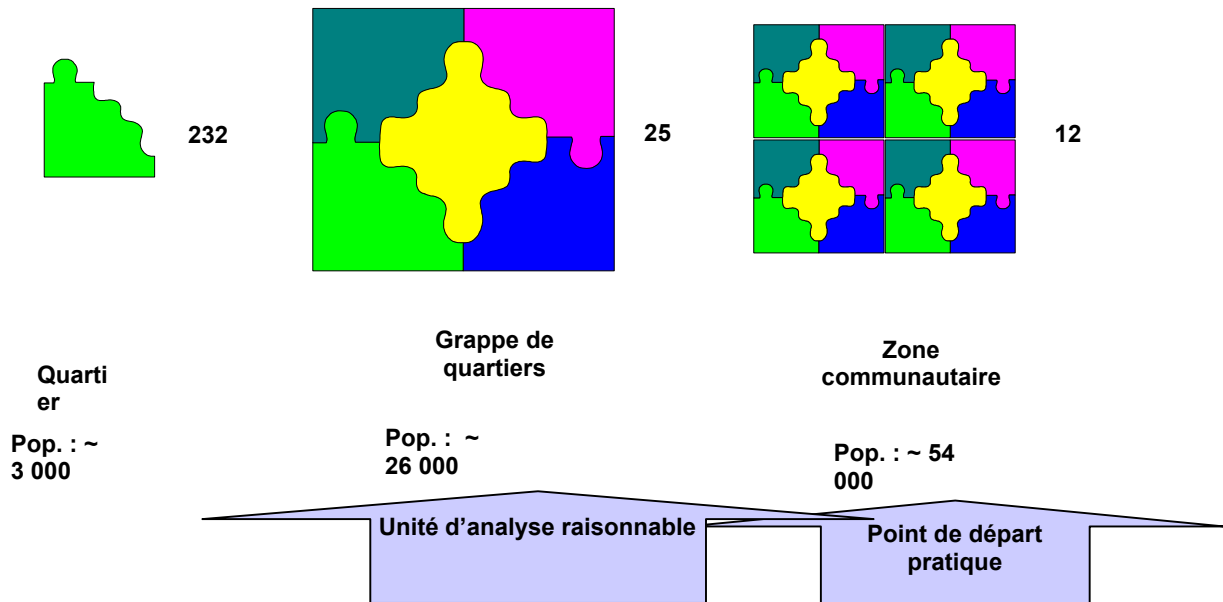 232
25
12
Quarti
er
Pop. : ~
3 000
Grappe de
quartiers
Pop. : ~
26 000
Zone
communautaire
Pop. : ~ 54
000
Unité d’analyse raisonnable
Point de départ
pratique